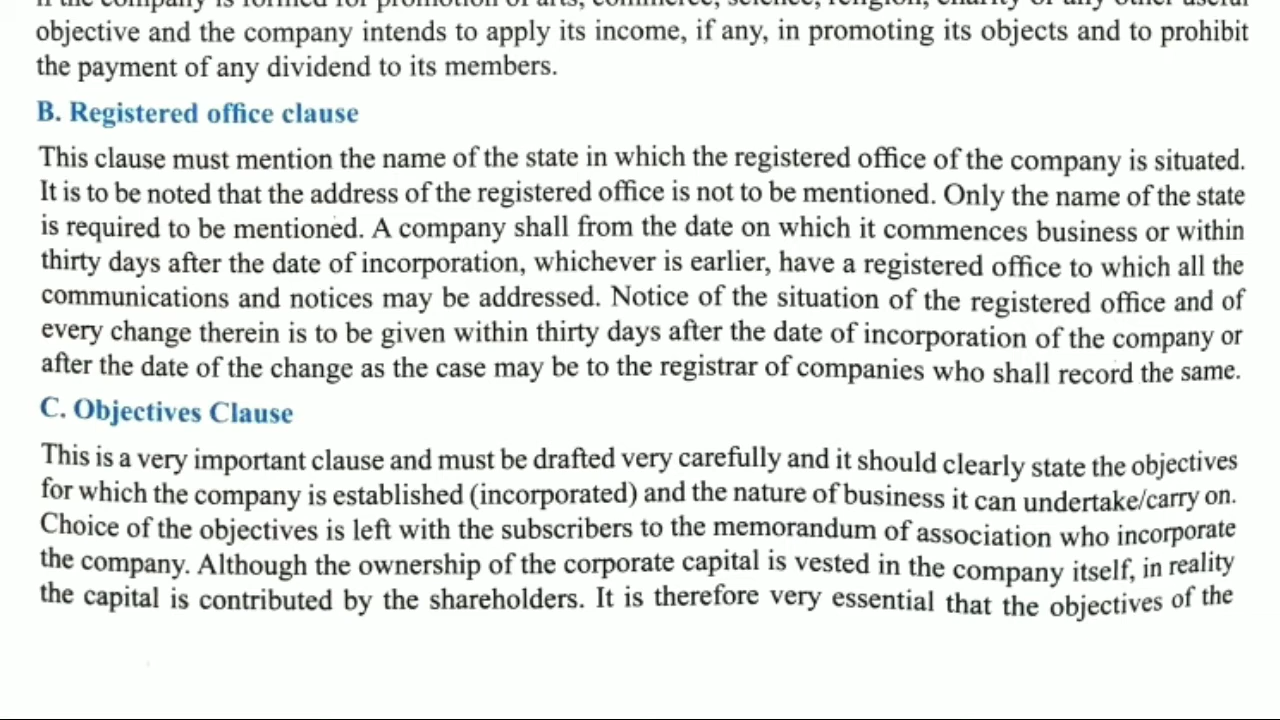 objective and the company intends to apply its income, if any, in promoting its objects and to prohibit
the payment of any dividend to its members.
B. Registered office clause
This clause must mention the name of the state in which the registered office of the company is situated.
It is to be noted that the address of the registered office is not to be mentioned. Only the name of the state
is required to be mentioned. A company shall from the date on which it commences business or within
thirty days after the date of incorporation, whichever is earlier, have a registered office to which all the
communications and notices may be addressed. Notice of the situation of the registered office and of
every change therein is to be given within thirty days after the date of incorporation of the company or
after the date of the change as the case may be to the registrar of companies who shall record the same.
C. Objectives Clause
This is a very important clause and must be drafted very carefully and it should clearly state the objectives
for which the company is established (incorporated) and the nature of business it can undertake/carry on.
Choice of the objectives is left with the subscribers to the memorandum of association who incorporate
the company. Although the ownership of the corporate capital is vested in the company itself, in reality
the capital is contributed by the shareholders. It is therefore very essential that the objectives of the